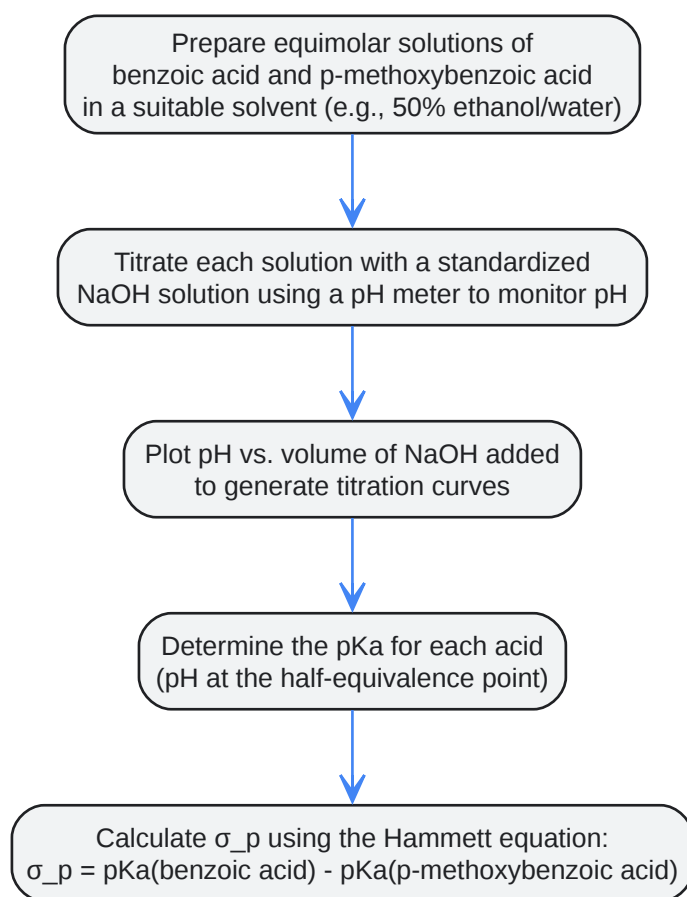 Prepare equimolar solutions of
benzoic acid and p-methoxybenzoic acid
in a suitable solvent (e.g., 50% ethanol/water)
Titrate each solution with a standardized
NaOH solution using a pH meter to monitor pH
Plot pH vs. volume of NaOH added
to generate titration curves
Determine the pKa for each acid
(pH at the half-equivalence point)
Calculate σ_p using the Hammett equation:
σ_p = pKa(benzoic acid) - pKa(p-methoxybenzoic acid)